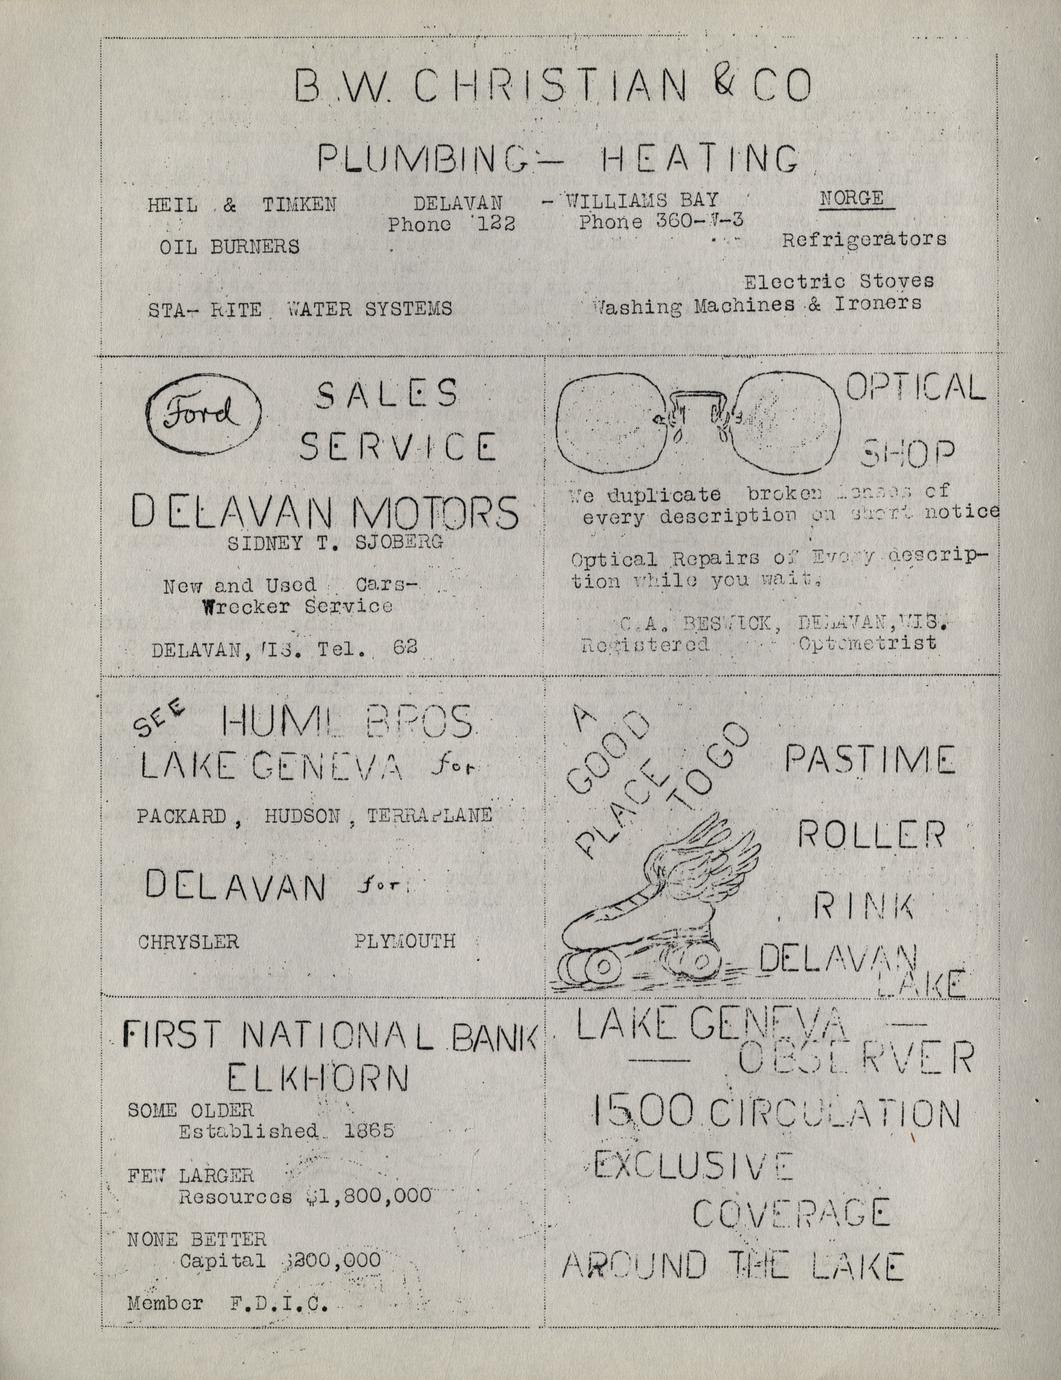 B.W. CHRISTIAN & CO
PLUMBING— HEATING
HEIL & TIMKEN
OIL BURNERS
STA-RITE WATER SYSTEMS
DELAVAN - WILLIAMS BAY
Phone 122 Phone 360-W-3
NORGE
Refrigerators
Electric Stoves
Washing Machines & Ironers
Ford
SALES
SERVICE
DELAVAN MOTORS
SIDNEY T. SJOBERG
New and Used Cars-
Wrecker Service
DELAVAN, WIS. Tel. 62
OPTICAL
SHOP
We duplicate broken lenses of
every description on short notice
Optical Repairs of Every descrip-
tion while you wait.
C.A. BESWICK, DELAVAN, WIS.
Registered Optometrist
SEE HUML BROS.
LAKE GENEVA for
PACKARD, HUDSON, TERRAPLANE
DELAVAN for
CHRYSLER PLYMOUTH
A
GOOD
PLACE
TO GO
PASTIME
ROLLER
RINK
DELAVAN
LAKE
FIRST NATIONAL BANK
ELKHORN
SOME OLDER
Established 1865
FEW LARGER
Resources $1,800,000
NONE BETTER
Capital $200,000
Member F.D.I.C.
LAKE GENEVA —
— OBSERVER
1500 CIRCULATION
EXCLUSIVE
COVERAGE
AROUND THE LAKE